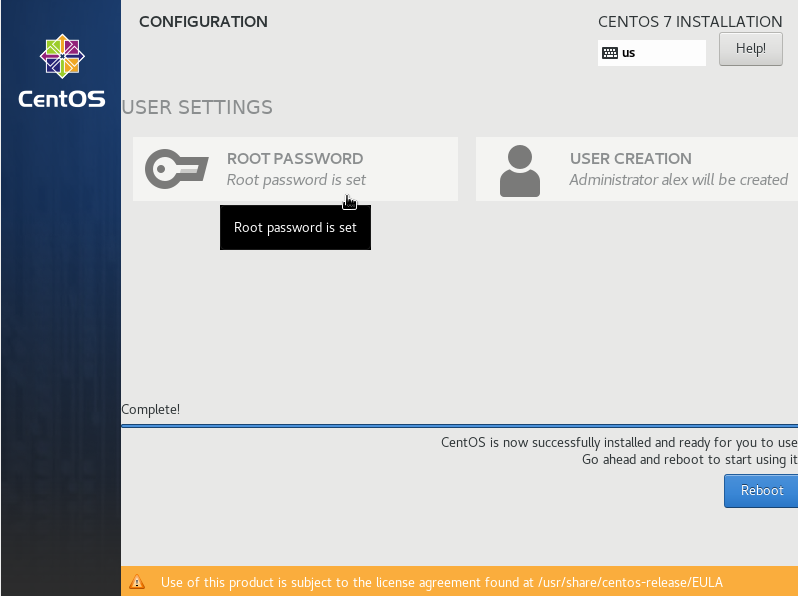 CONFIGURATION
CENTOS 7 INSTALLATION
us
Help!
CentOS
USER SETTINGS
ROOT PASSWORD
Root password is set
USER CREATION
Administrator alex will be created
Root password is set
Complete!
CentOS is now successfully installed and ready for you to use
Go ahead and reboot to start using it
Reboot
Use of this product is subject to the license agreement found at /usr/share/centos-release/EULA